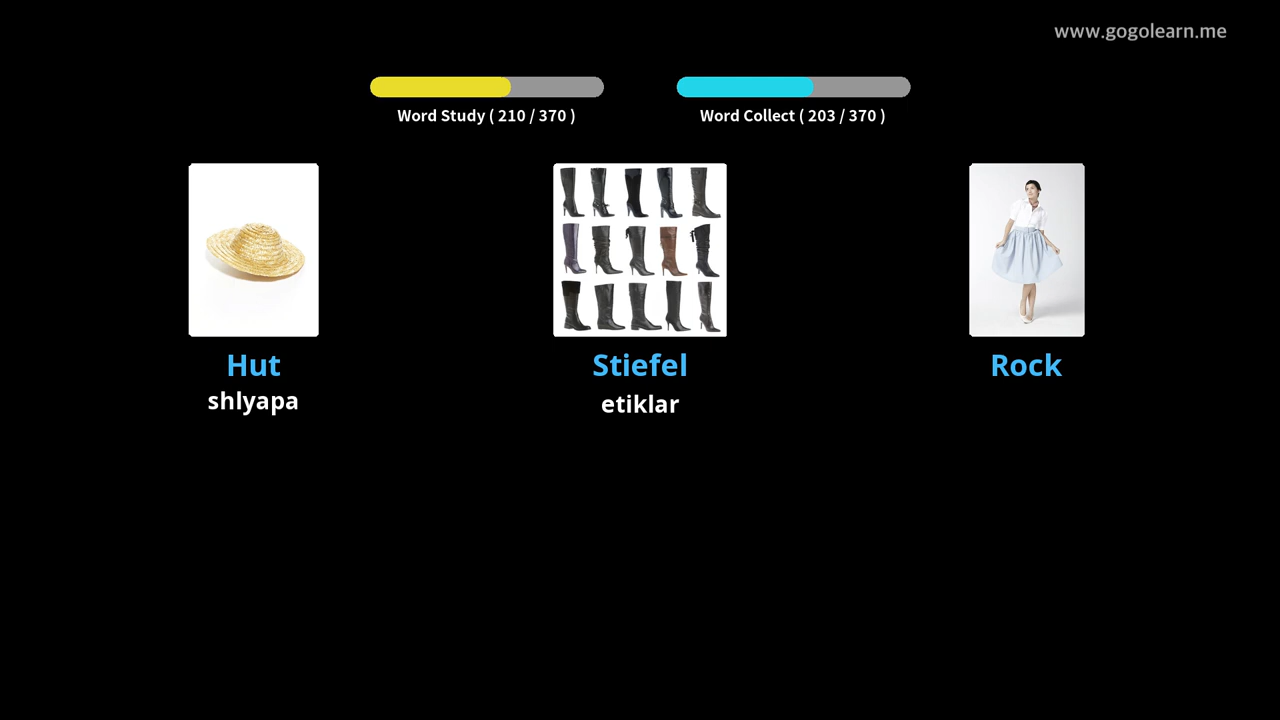 www.gogolearn.me
Word Study ( 210 / 370 )
Word Collect ( 203 / 370 )
Hut
shlyapa
Stiefel
etiklar
Rock